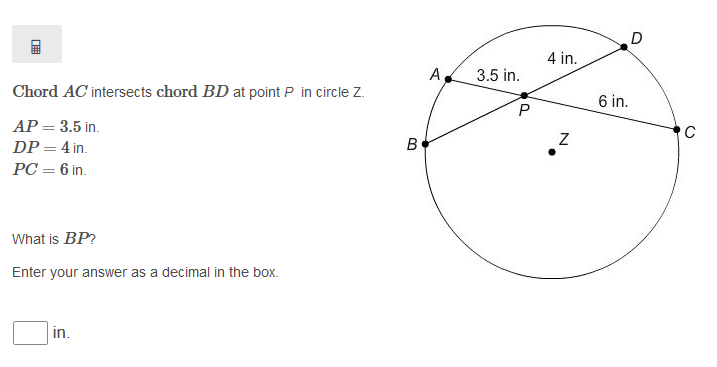 Chord AC intersects chord BD at point P in circle Z.
AP = 3.5 in.
DP = 4 in.
PC = 6 in.
What is BP?
Enter your answer as a decimal in the box.
in.
D
4 in.
A
3.5 in.
6 in.
P
C
B
Z